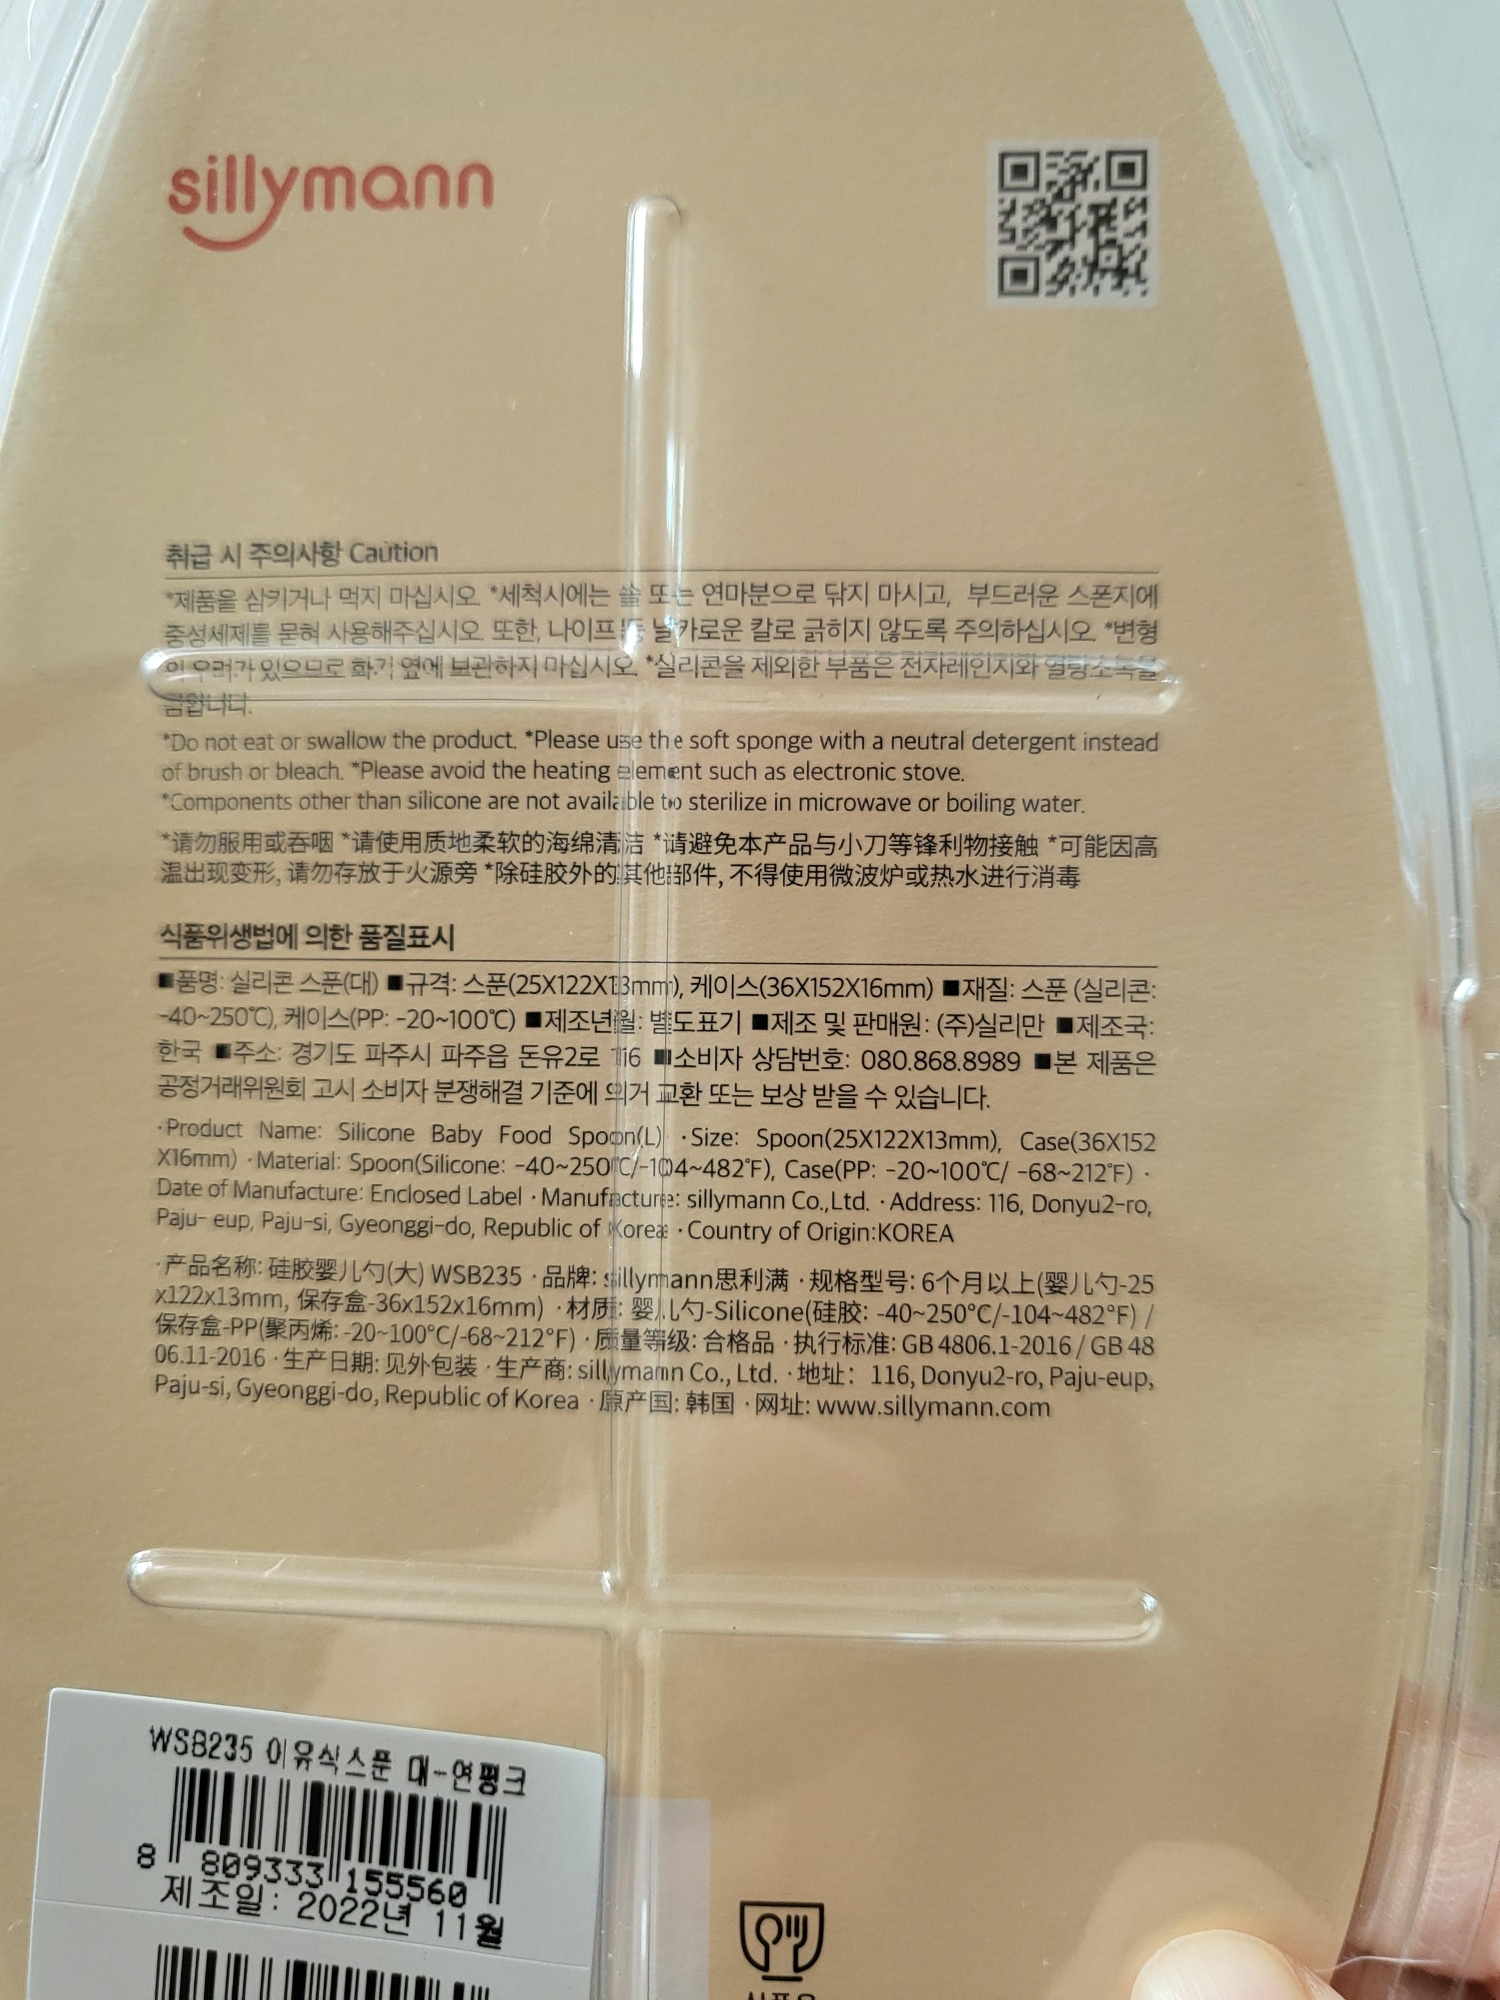 sillymann
취급 시 주의사항 Caution
*제품을 삼키거나 먹지 마십시오. *세척시에는 솔 또는 연마분으로 닦지 마시고, 부드러운 스폰지에
중성세제를 묻혀 사용해주십시오. 또한, 나이프 등 날카로운 칼로 긁히지 않도록 주의하십시오. *변형
의 우려가 있으므로 화기 옆에 보관하지 마십시오. *실리콘을 제외한 부품은 전자레인지와 열탕소독을
금합니다.
*Do not eat or swallow the product. *Please use the soft sponge with a neutral detergent instead
of brush or bleach. *Please avoid the heating element such as electronic stove.
*Components other than silicone are not available to sterilize in microwave or boiling water.
*请勿服用或吞咽 *请使用质地柔软的海绵清洁 *请避免本产品与小刀等锋利物接触 *可能因高
温出现变形, 请勿存放于火源旁 *除硅胶外的其他部件, 不得使用微波炉或热水进行消毒
식품위생법에 의한 품질표시
■품명: 실리콘 스푼(대) ■규격: 스푼(25X122X13mm), 케이스(36X152X16mm) ■재질: 스푼 (실리콘:
-40~250℃), 케이스(PP: -20~100℃) ■제조년월: 별도표기 ■제조 및 판매원: (주)실리만 ■제조국:
한국 ■주소: 경기도 파주시 파주읍 돈유2로 116 ■소비자 상담번호: 080.868.8989 ■본 제품은
공정거래위원회 고시 소비자 분쟁해결 기준에 의거 교환 또는 보상 받을 수 있습니다.
·Product Name: Silicone Baby Food Spoon(L) ·Size: Spoon(25X122X13mm), Case(36X152
X16mm) ·Material: Spoon(Silicone: -40~250℃/-104~482℉), Case(PP: -20~100℃/ -68~212℉) ·
Date of Manufacture: Enclosed Label ·Manufacture: sillymann Co.,Ltd. ·Address: 116, Donyu2-ro,
Paju- eup, Paju-si, Gyeonggi-do, Republic of Korea ·Country of Origin:KOREA
·产品名称: 硅胶婴儿勺(大) WSB235 ·品牌: sillymann思利满 ·规格型号: 6个月以上(婴儿勺-25
x122x13mm, 保存盒-36x152x16mm) ·材质: 婴儿勺-Silicone(硅胶: -40~250°C/-104~482°F) /
保存盒-PP(聚丙烯: -20~100°C/-68~212°F) ·质量等级: 合格品 ·执行标准: GB 4806.1-2016 / GB 48
06.11-2016 ·生产日期: 见外包装 ·生产商: sillymann Co., Ltd. ·地址： 116, Donyu2-ro, Paju-eup,
Paju-si, Gyeonggi-do, Republic of Korea ·原产国: 韩国 ·网址: www.sillymann.com
WSB235 이유식스푼 대-연핑크
8 809333 155560
제조일: 2022년 11월